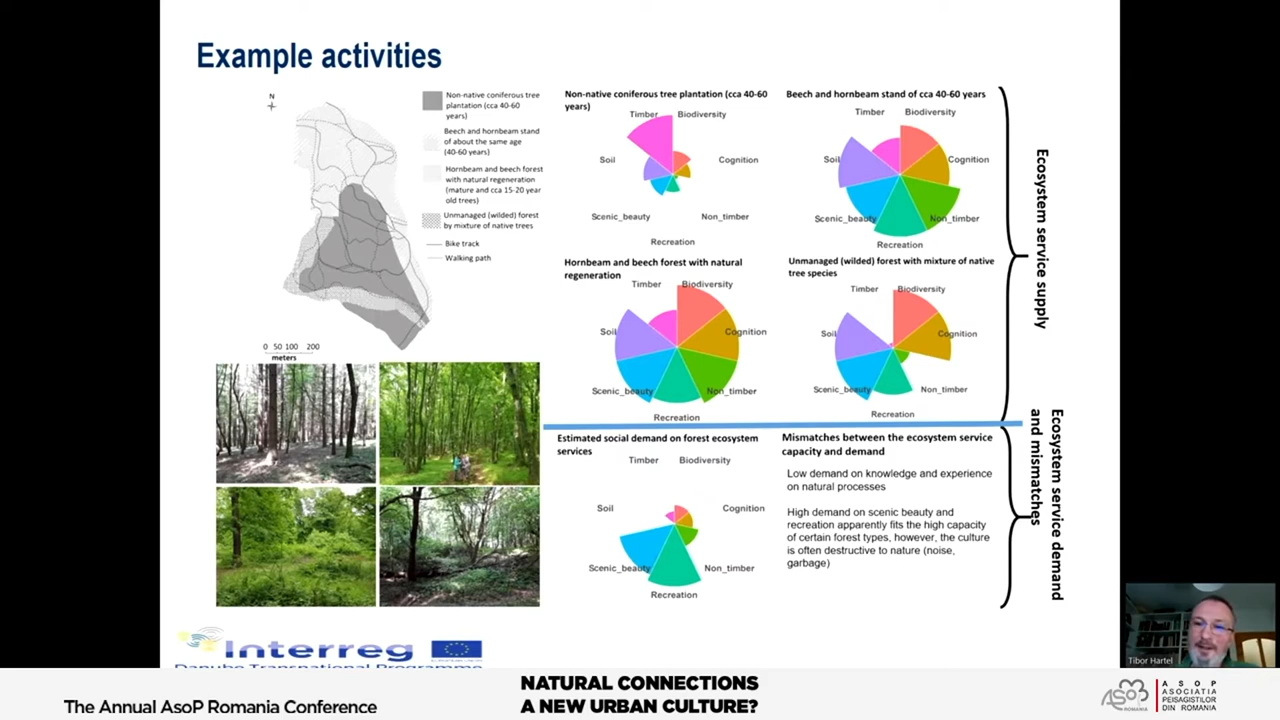 Example activities
N
Non-native coniferous tree
plantation (cca 40-60
years)
Beech and hornbeam stand
of about the same age
(40-60 years)
Hornbeam and beech forest
with natural regeneration
(mature and cca 15-20 year
old trees)
Unmanaged (wilded) forest
by mixture of native trees
Bike track
Walking path
0 50 100 200
meters
Non-native coniferous tree plantation (cca 40-60
years)
Timber
Biodiversity
Soil
Cognition
Scenic_beauty
Non_timber
Recreation
Beech and hornbeam stand of cca 40-60 years
Timber
Biodiversity
Soil
Cognition
Scenic_beauty
Non_timber
Recreation
Hornbeam and beech forest with natural
regeneration
Timber
Biodiversity
Soil
Cognition
Scenic_beauty
Non_timber
Recreation
Unmanaged (wilded) forest with mixture of native
tree species
Timber
Biodiversity
Soil
Cognition
Scenic_beauty
Non_timber
Recreation
Ecosystem service supply
Estimated social demand on forest ecosystem
services
Timber
Biodiversity
Soil
Cognition
Scenic_beauty
Non_timber
Recreation
Mismatches between the ecosystem service
capacity and demand
Low demand on knowledge and experience
on natural processes
High demand on scenic beauty and
recreation apparently fits the high capacity
of certain forest types, however, the culture
is often destructive to nature (noise,
garbage)
Ecosystem service demand
and mismatches
Interreg
Danube Transnational Programme
Tibor Hartel
The Annual AsoP Romania Conference
NATURAL CONNECTIONS
A NEW URBAN CULTURE?
ASoP
ROMANIA
A S O P
ASOCIATIA
PEISAGISTILOR
DIN ROMANIA